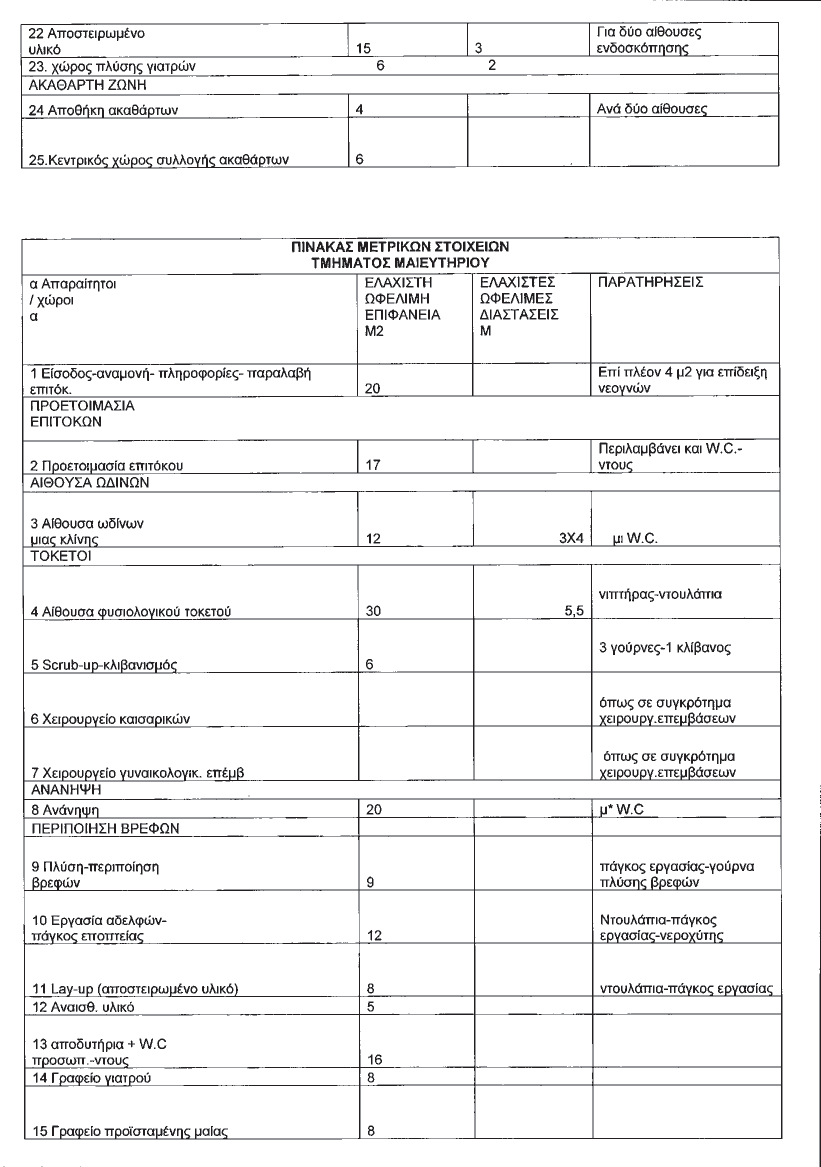 22 Αποστειρωμένο
υλικό 15 3 Για δύο αίθουσες
ενδοσκόπησης
23. χώρος πλύσης γιατρών 6 2
ΑΚΑΘΑΡΤΗ ΖΩΝΗ
24 Αποθήκη ακαθάρτων 4 Ανά δύο αίθουσες
25.Κεντρικός χώρος συλλογής ακαθάρτων 6
ΠΙΝΑΚΑΣ ΜΕΤΡΙΚΩΝ ΣΤΟΙΧΕΙΩΝ
ΤΜΗΜΑΤΟΣ ΜΑΙΕΥΤΗΡΙΟΥ
α Απαραίτητοι
/ χώροι
α
ΕΛΑΧΙΣΤΗ
ΩΦΕΛΙΜΗ
ΕΠΙΦΑΝΕΙΑ
Μ2
ΕΛΑΧΙΣΤΕΣ
ΩΦΕΛΙΜΕΣ
ΔΙΑΣΤΑΣΕΙΣ
Μ
ΠΑΡΑΤΗΡΗΣΕΙΣ
1 Είσοδος-αναμονή- πληροφορίες- παραλαβή
επιτόκ. 20 Επί πλέον 4 μ2 για επίδειξη
νεογνών
ΠΡΟΕΤΟΙΜΑΣΙΑ
ΕΠΙΤΟΚΩΝ
2 Προετοιμασία επιτόκου 17 Περιλαμβάνει και W.C.-
ντους
ΑΙΘΟΥΣΑ ΩΔΙΝΩΝ
3 Αίθουσα ωδίνων
μιας κλίνης 12 3Χ4 μι W.C.
ΤΟΚΕΤΟΙ
4 Αίθουσα φυσιολογικού τοκετού 30 5,5 νιπτήρας-ντουλάπια
5 Scrub-up-κλιβανισμός 6 3 γούρνες-1 κλίβανος
6 Χειρουργείο καισαρικών όπως σε συγκρότημα
χειρουργ.επεμβάσεων
7 Χειρουργείο γυναικολογικ. επέμβ όπως σε συγκρότημα
χειρουργ.επεμβάσεων
ΑΝΑΝΗΨΗ
8 Ανάνηψη 20 μ* W.C
ΠΕΡΙΠΟΙΗΣΗ ΒΡΕΦΩΝ
9 Πλύση-περιποίηση
βρεφών 9 πάγκος εργασίας-γούρνα
πλύσης βρεφών
10 Εργασία αδελφών-
πάγκος εποπτείας 12 Ντουλάπια-πάγκος
εργασίας-νεροχύτης
11 Lay-up (αποστειρωμένο υλικό) 8 ντουλάπια-πάγκος εργασίας
12 Αναισθ. υλικό 5
13 αποδυτήρια + W.C
προσωπ.-ντους 16
14 Γραφείο γιατρού 8
15 Γραφείο προϊσταμένης μαίας 8